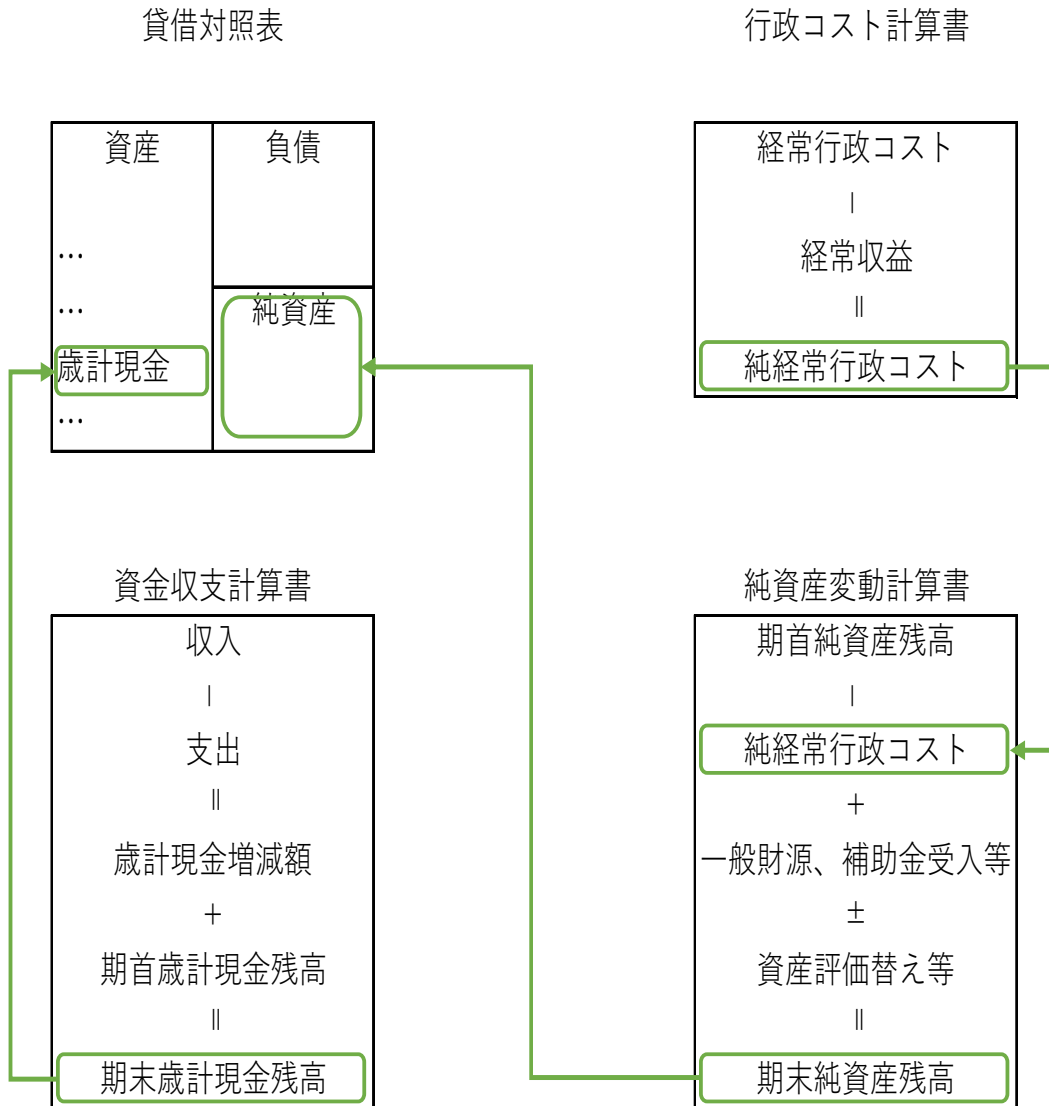 貸借対照表
資産
負債
…
…
歳計現金
…
純資産
行政コスト計算書
経常行政コスト
－
経常収益
＝
純経常行政コスト
資金収支計算書
収入
－
支出
＝
歳計現金増減額
＋
期首歳計現金残高
＝
期末歳計現金残高
純資産変動計算書
期首純資産残高
－
純経常行政コスト
＋
一般財源、補助金受入等
±
資産評価替え等
＝
期末純資産残高